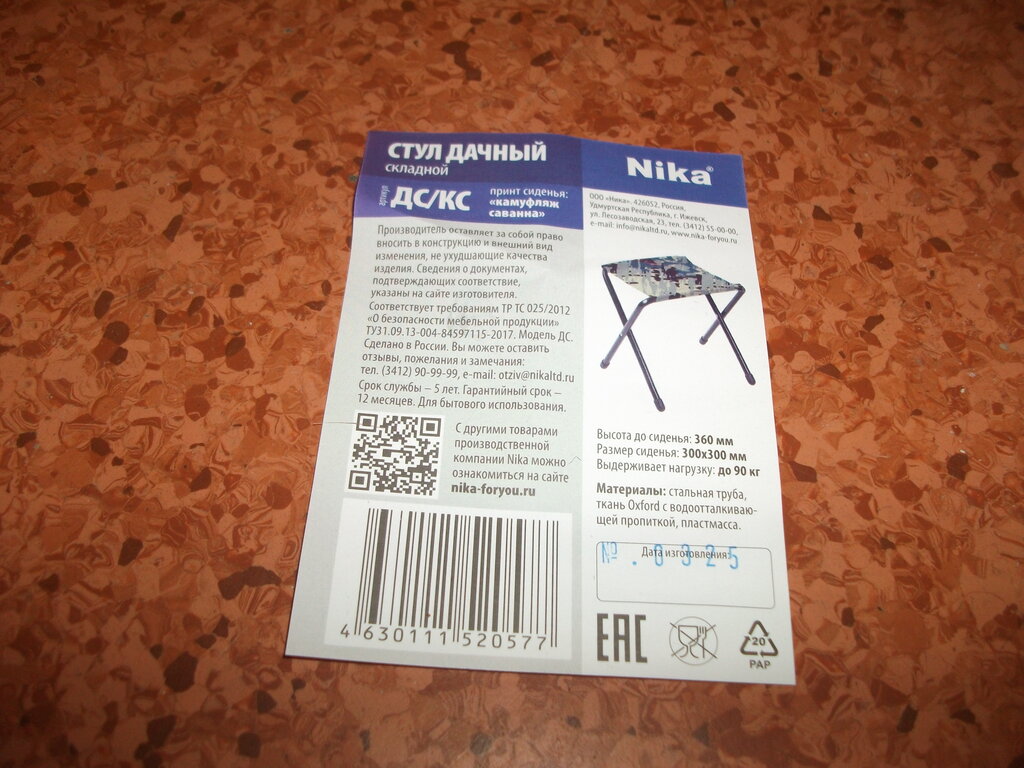 СТУЛ ДАЧНЫЙ
складной
артикул
ДС/КС
принт сиденья:
«камуфляж
саванна»
Производитель оставляет за собой право
вносить в конструкцию и внешний вид
изменения, не ухудшающие качества
изделия. Сведения о документах,
подтверждающих соответствие,
указаны на сайте изготовителя.
Соответствует требованиям ТР ТС 025/2012
«О безопасности мебельной продукции»
ТУ31.09.13-004-84597115-2017. Модель ДС.
Сделано в России. Вы можете оставить
отзывы, пожелания и замечания:
тел. (3412) 90-99-99, e-mail: otziv@nikaltd.ru
Срок службы – 5 лет. Гарантийный срок –
12 месяцев. Для бытового использования.
С другими товарами
производственной
компании Nika можно
ознакомиться на сайте
nika-foryou.ru
4 630111 520577
Nika®
ООО «Ника». 426052, Россия,
Удмуртская Республика, г. Ижевск,
ул. Лесозаводская, 23, тел. (3412) 55-00-00,
e-mail: info@nikaltd.ru, www.nika-foryou.ru
Высота до сиденья: 360 мм
Размер сиденья: 300х300 мм
Выдерживает нагрузку: до 90 кг
Материалы: стальная труба,
ткань Oxford с водоотталкиваю-
щей пропиткой, пластмасса.
Дата изготовления:
№ . 0325
EAC
20
PAP